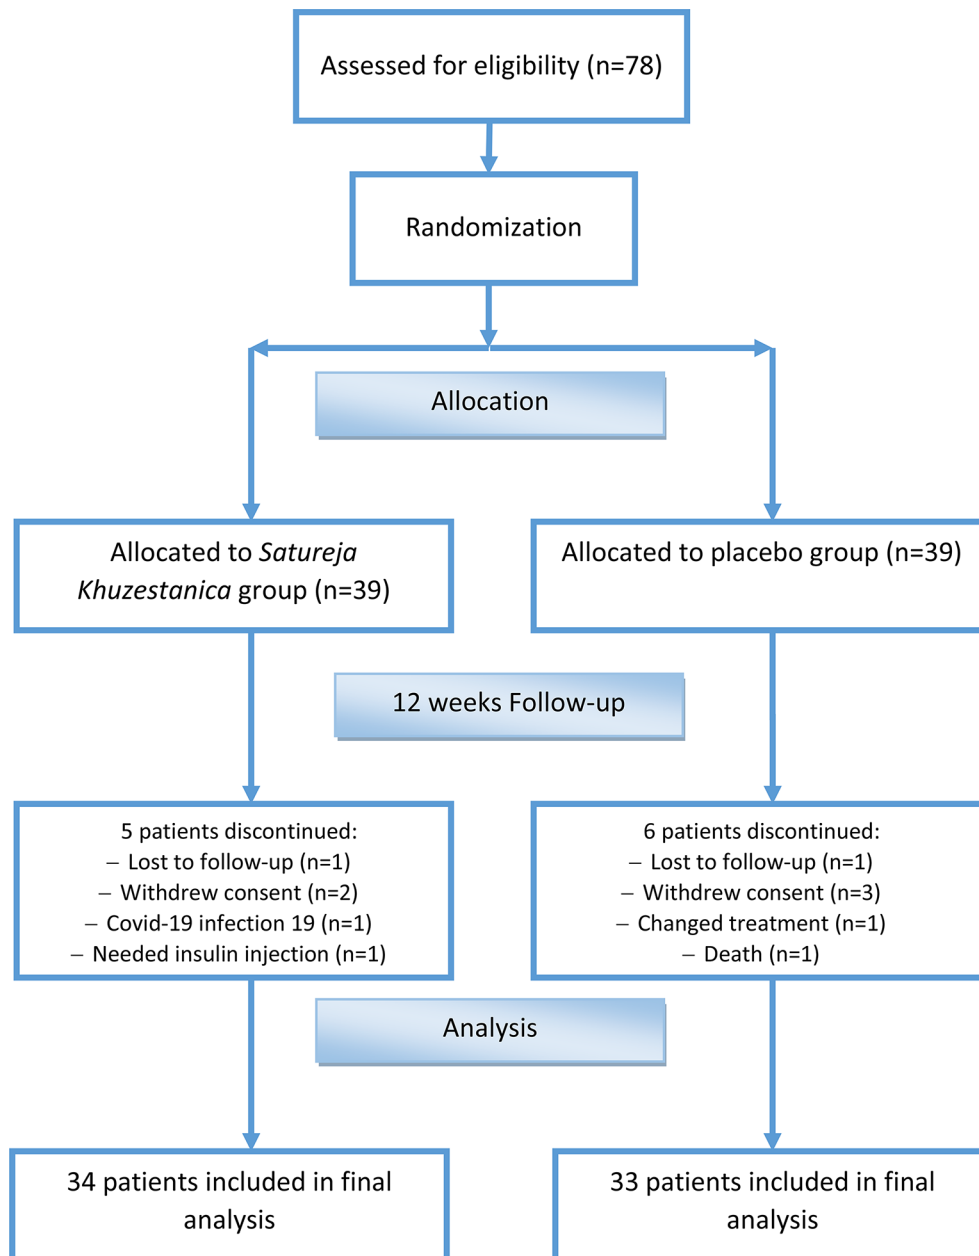 Assessed for eligibility (n=78)
Randomization
Allocation
Allocated to Satureja
Khuzestanica group (n=39)
Allocated to placebo group (n=39)
12 weeks Follow-up
5 patients discontinued:
– Lost to follow-up (n=1)
– Withdrew consent (n=2)
– Covid-19 infection 19 (n=1)
– Needed insulin injection (n=1)
6 patients discontinued:
– Lost to follow-up (n=1)
– Withdrew consent (n=3)
– Changed treatment (n=1)
– Death (n=1)
Analysis
34 patients included in final
analysis
33 patients included in final
analysis